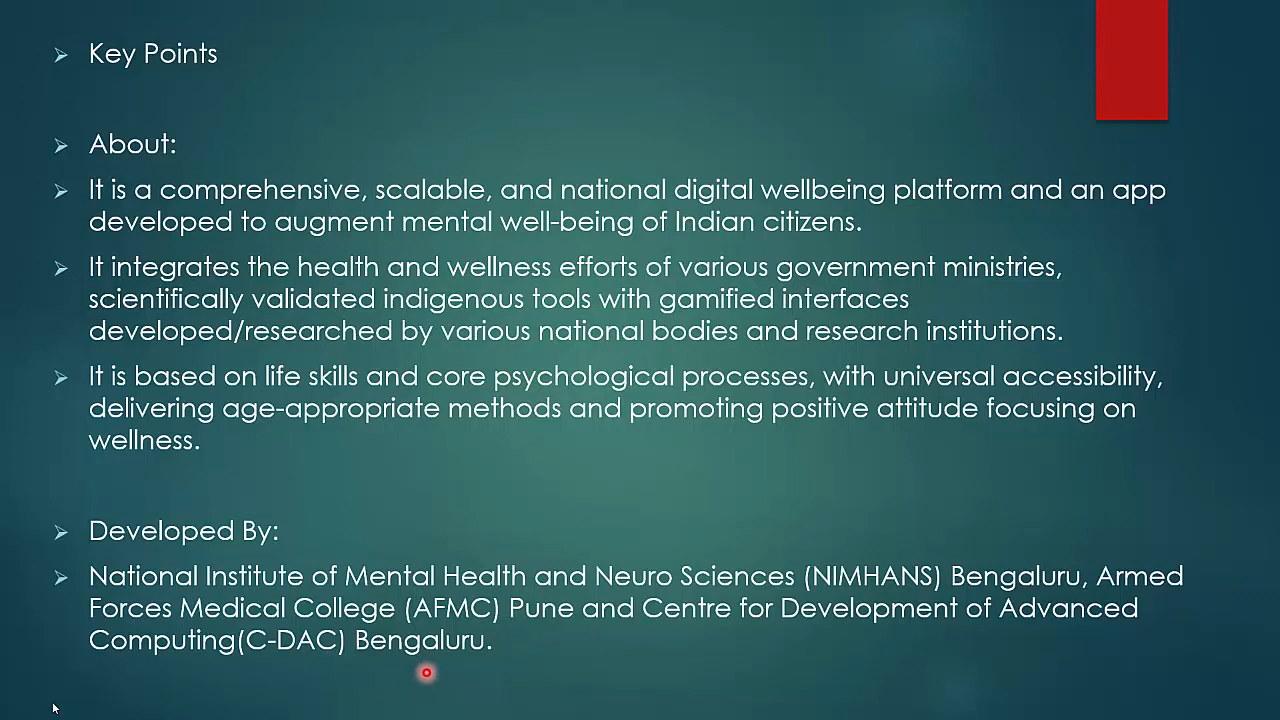 Key Points
About:
It is a comprehensive, scalable, and national digital wellbeing platform and an app
developed to augment mental well-being of Indian citizens.
It integrates the health and wellness efforts of various government ministries,
scientifically validated indigenous tools with gamified interfaces
developed/researched by various national bodies and research institutions.
It is based on life skills and core psychological processes, with universal accessibility,
delivering age-appropriate methods and promoting positive attitude focusing on
wellness.
Developed By:
National Institute of Mental Health and Neuro Sciences (NIMHANS) Bengaluru, Armed
Forces Medical College (AFMC) Pune and Centre for Development of Advanced
Computing(C-DAC) Bengaluru.